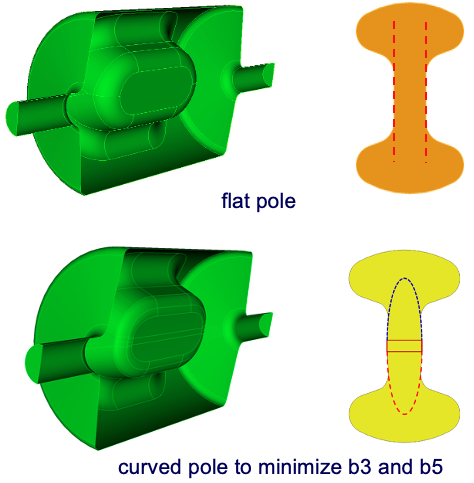 flat pole
curved pole to minimize b3 and b5